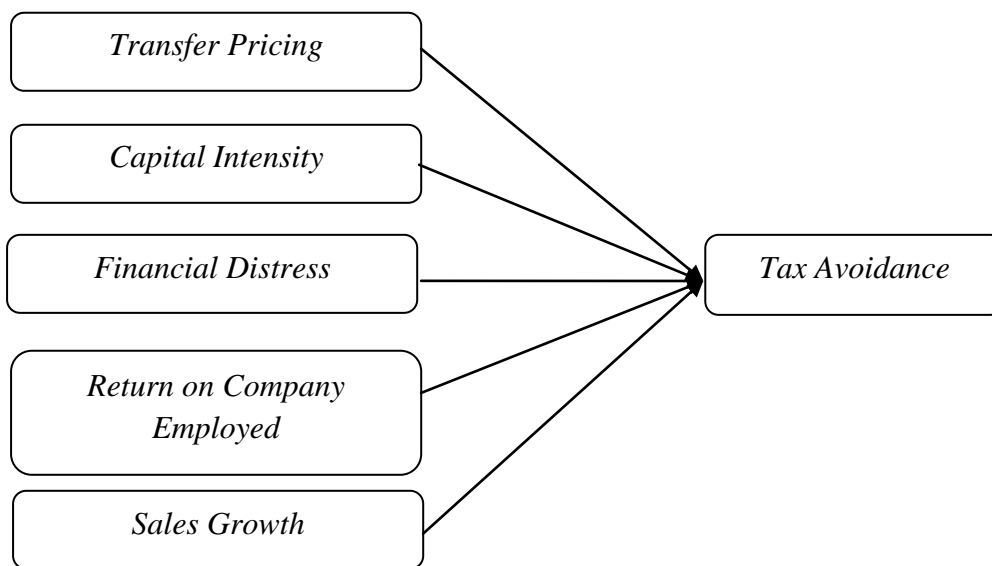 Transfer Pricing
Capital Intensity
Financial Distress
Tax Avoidance
Return on Company
Employed
Sales Growth